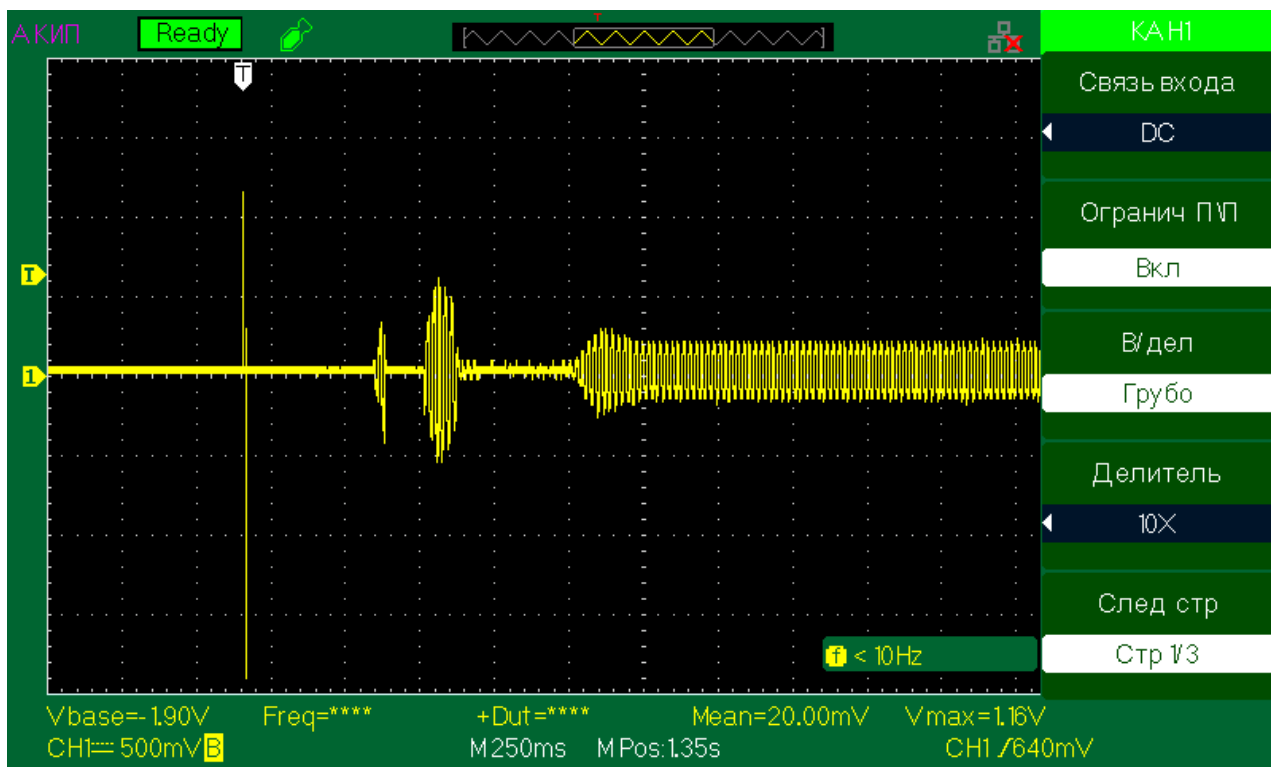 АКИП Ready КАН1
T
Связь входа
DC
Огранич П\П
T
Вкл
В/дел
1
Грубо
Делитель
10X
След стр
f < 10Hz
Стр 1/3
Vbase=-1.90V Freq=**** +Dut=**** Mean=20.00mV Vmax=1.16V
CH1 500mV B M 250ms M Pos:1.35s CH1 /640mV